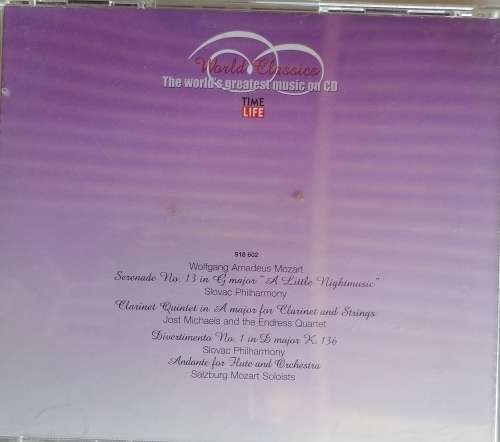 World Classics
The world's greatest music on CD
TIME
LIFE
918 602
Wolfgang Amadeus Mozart
Serenade No. 13 in G major "A Little Nightmusic"
Slovac Philharmony
Clarinet Quintet in A major for Clarinet and Strings
Jost Michaels and the Endress Quartet
Divertimento No. 1 in D major K. 136
Slovac Philharmony
Andante for Flute and Orchestra
Salzburg Mozart Soloists